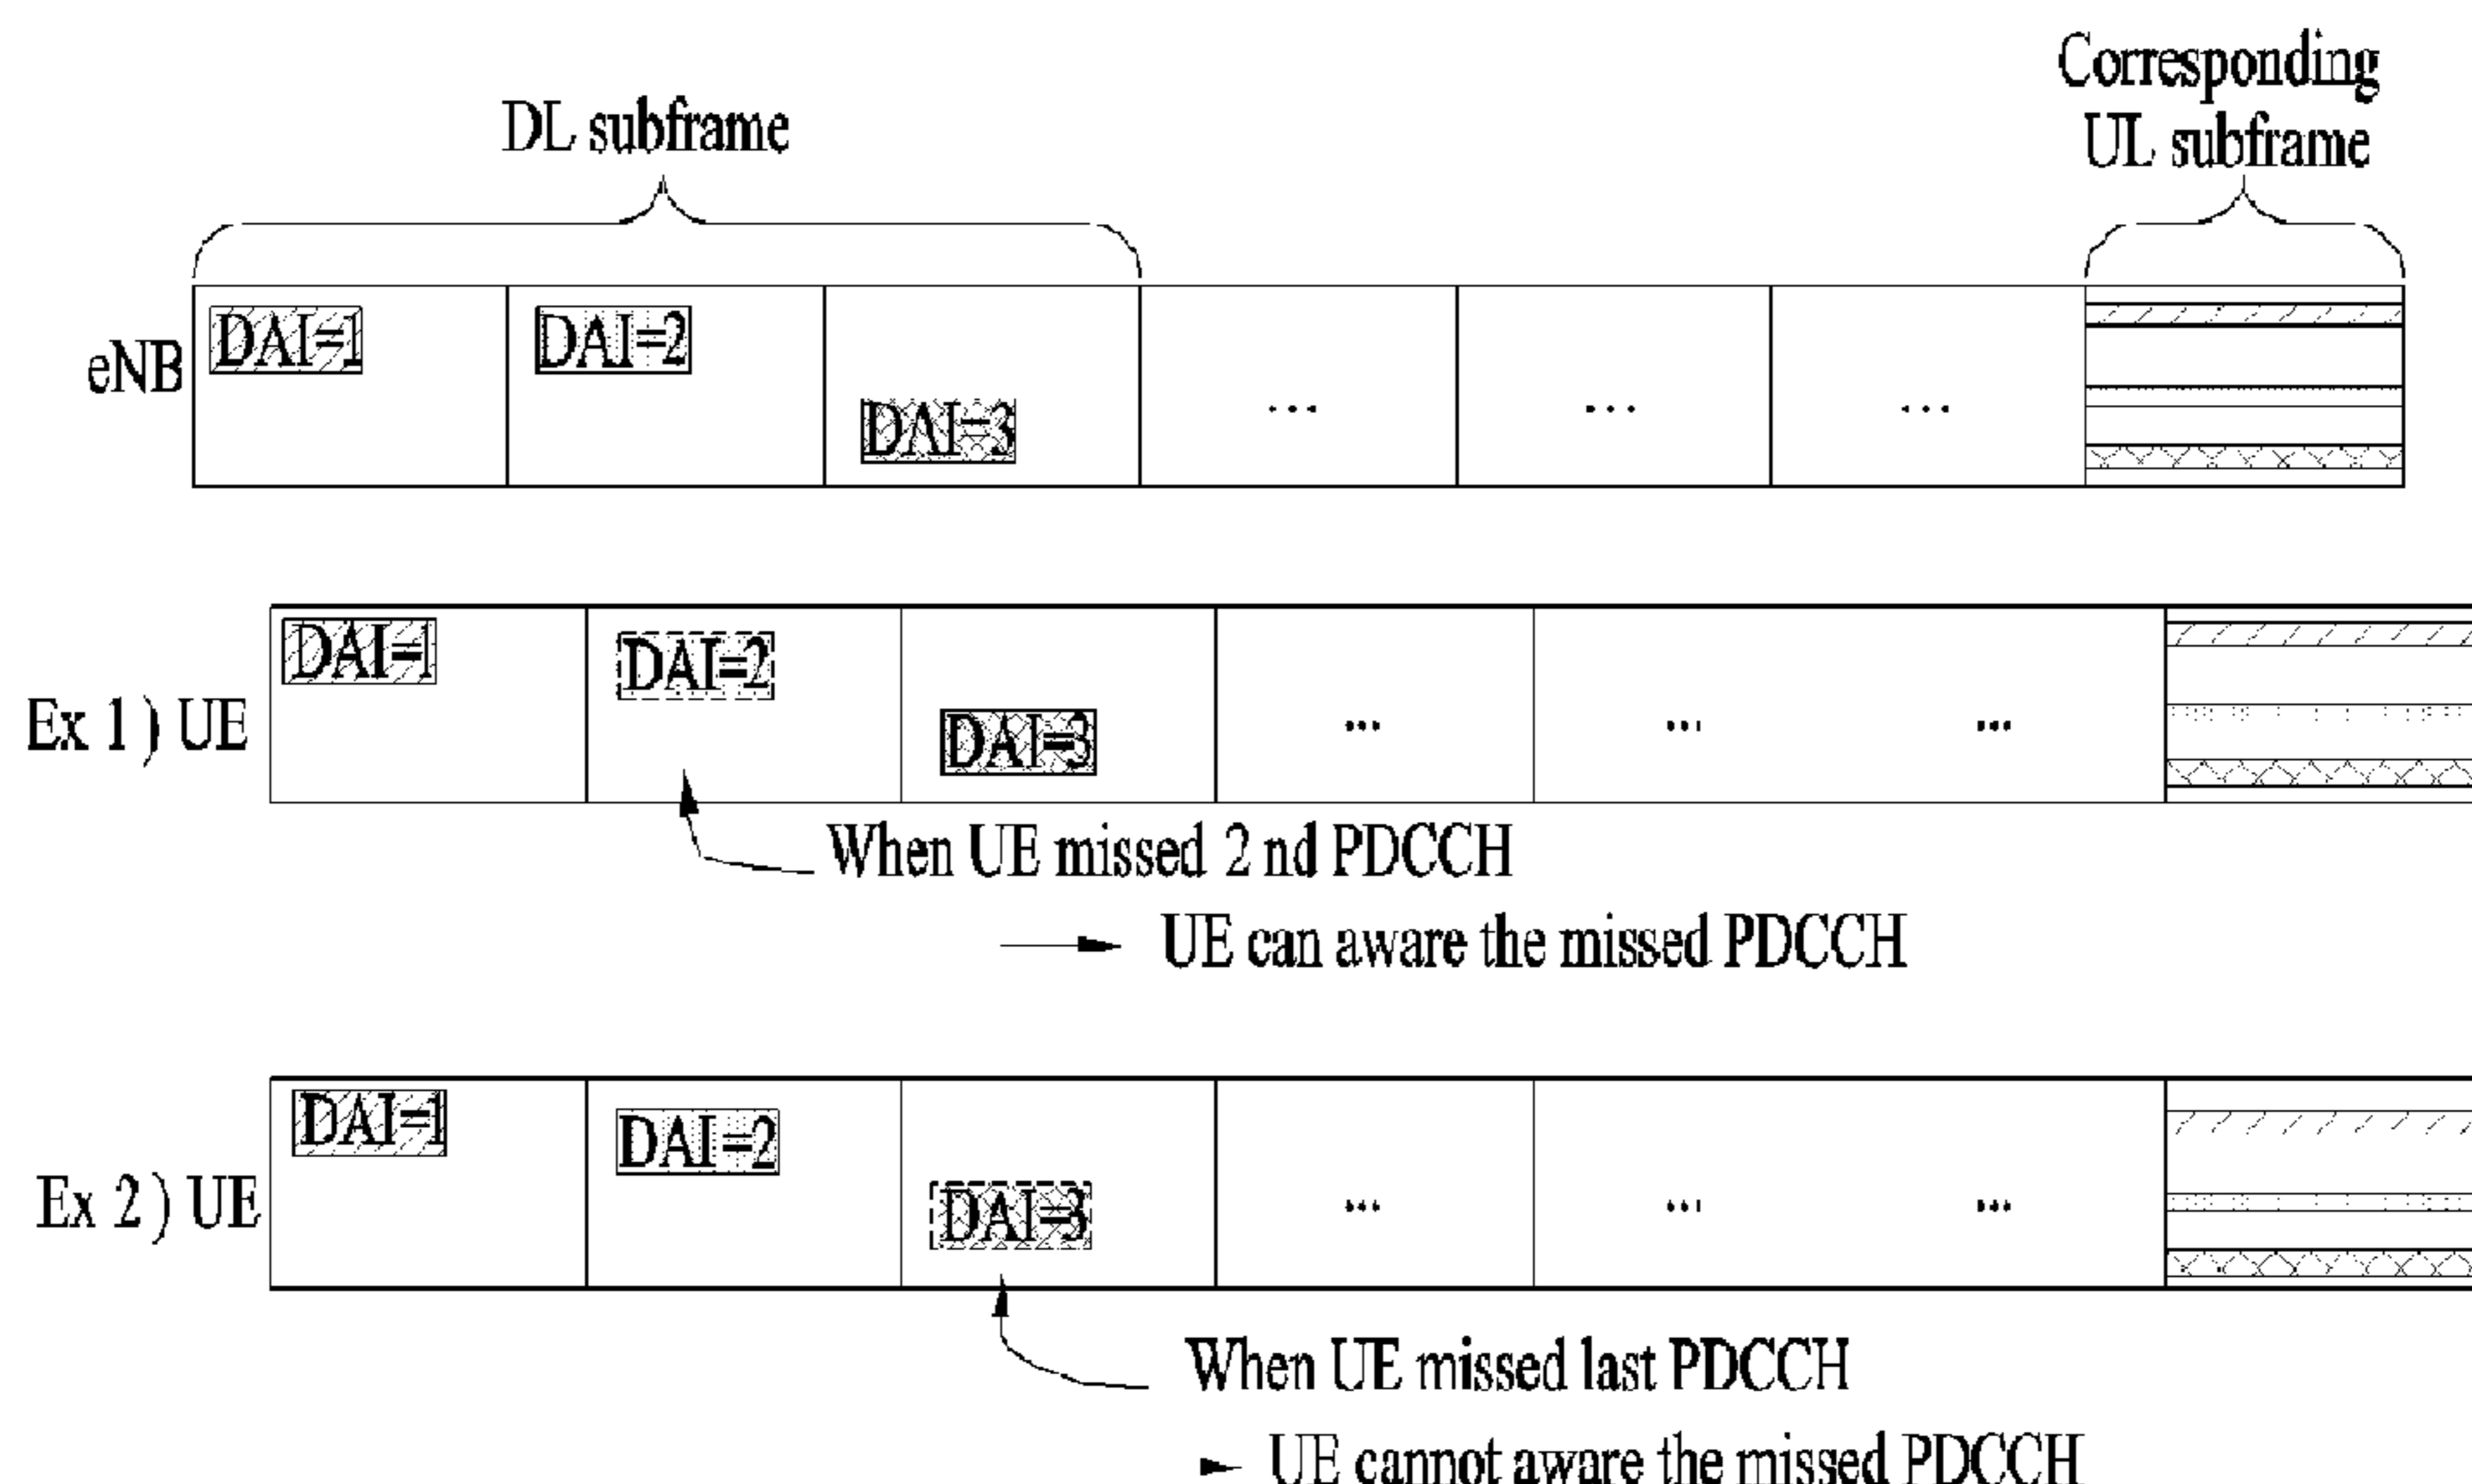 Corresponding
UL subframe
DL subframe
eNB
DAI=1
DAI=2
DAI=3
...
...
...
Ex 1 ) UE
DAI=1
DAI=2
DAI=3
...
...
...
When UE missed 2 nd PDCCH
UE can aware the missed PDCCH
Ex 2 ) UE
DAI=1
DAI=2
DAI=3
...
...
...
When UE missed last PDCCH
UE cannot aware the missed PDCCH